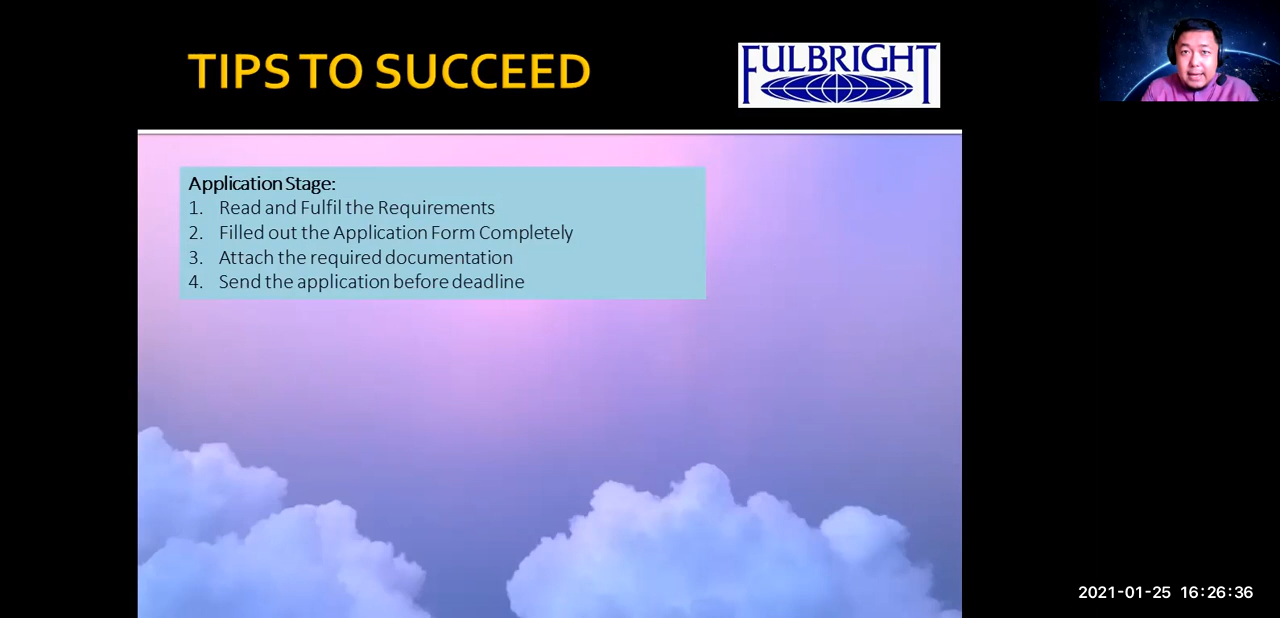 TIPS TO SUCCEED
FULBRIGHT
Application Stage:
1. Read and Fulfil the Requirements
2. Filled out the Application Form Completely
3. Attach the required documentation
4. Send the application before deadline
2021-01-25 16:26:36